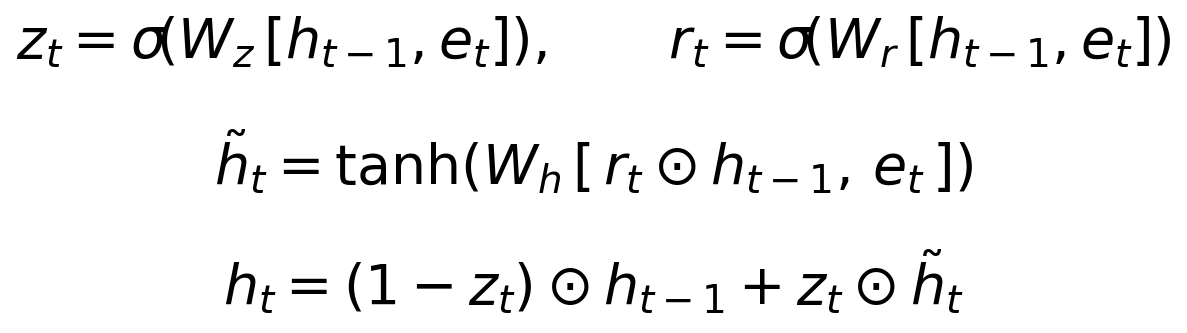 z_t = σ(W_z [h_{t−1}, e_t]),    r_t = σ(W_r [h_{t−1}, e_t])
h̃_t = tanh(W_h [ r_t ⊙ h_{t−1}, e_t ])
h_t = (1 − z_t) ⊙ h_{t−1} + z_t ⊙ h̃_t